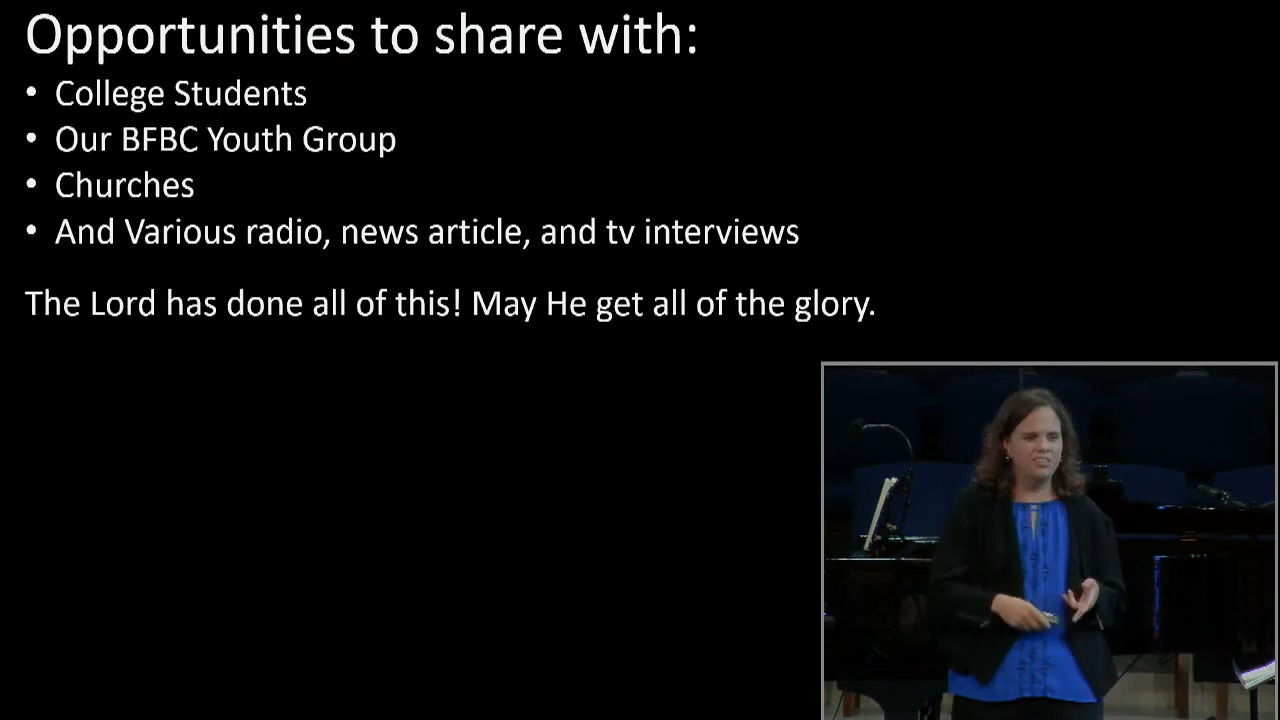 Opportunities to share with:
• College Students
• Our BFBC Youth Group
• Churches
• And Various radio, news article, and tv interviews
The Lord has done all of this! May He get all of the glory.